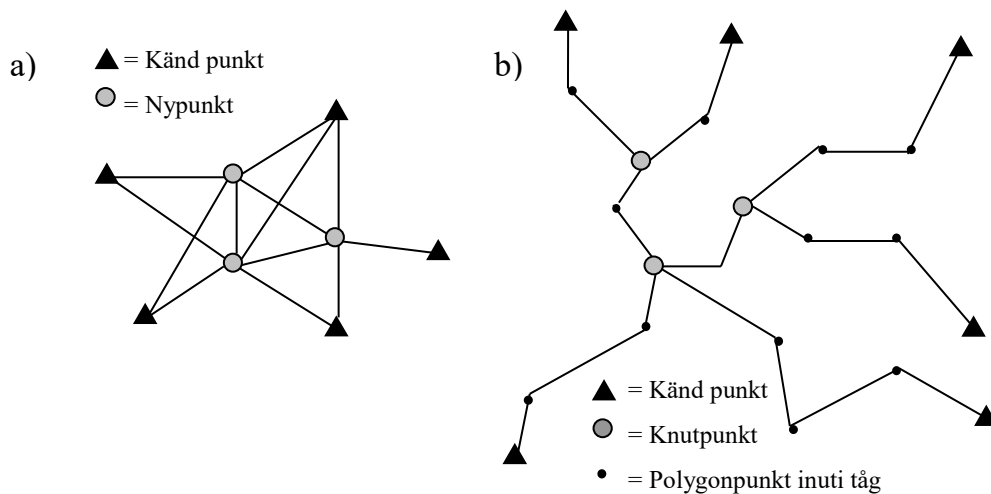 a)
= Känd punkt
= Nypunkt
b)
= Känd punkt
= Knutpunkt
= Polygonpunkt inuti tåg